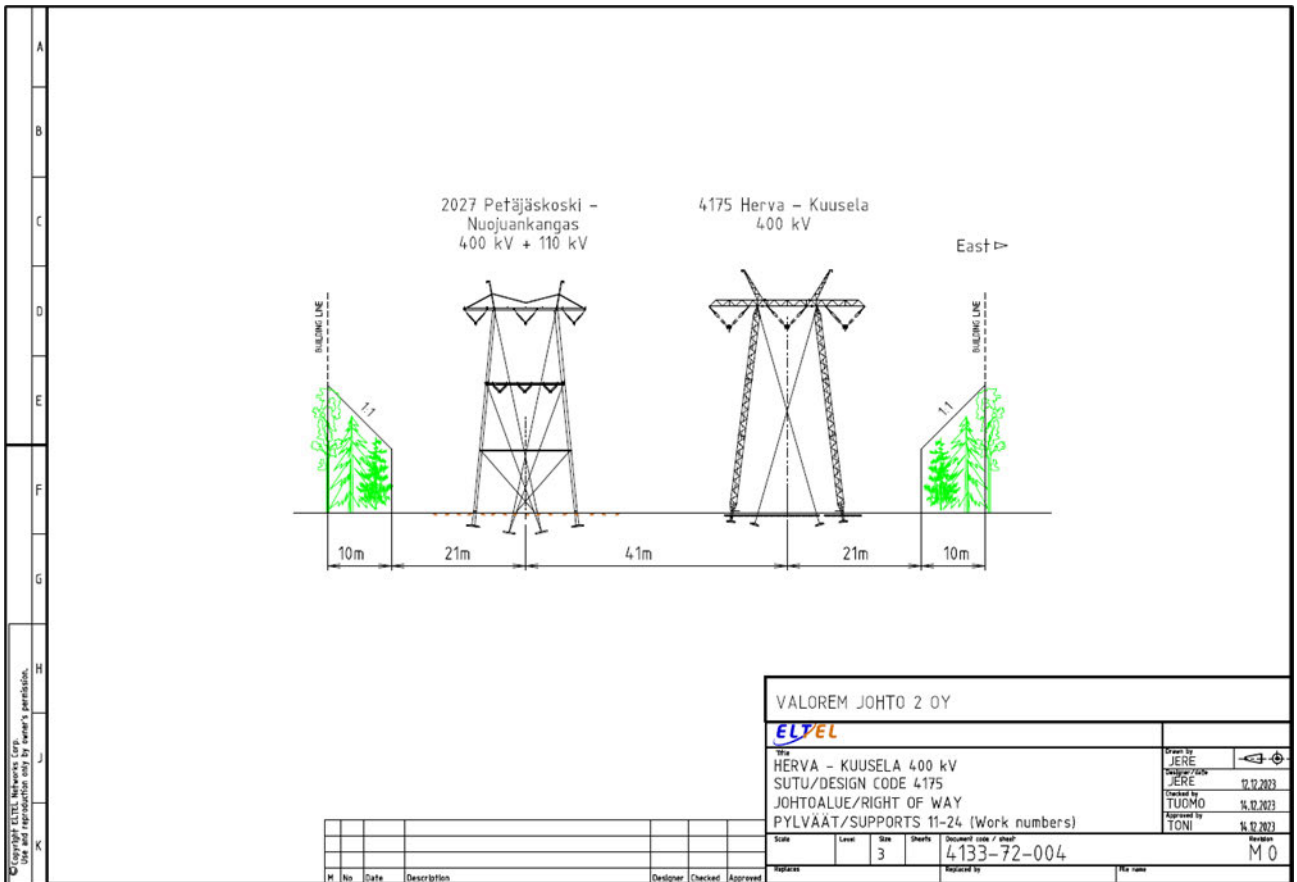 A
B
C
D
E
F
G
H
J
K
© Copyright ELTEL Networks Corp.
Use and reproduction only by owner's permission.
2027 Petäjäskoski -
Nuojuankangas
400 kV + 110 kV
4175 Herva - Kuusela
400 kV
East
BUILDING LINE
BUILDING LINE
1:1
1:1
10m
21m
41m
21m
10m
VALOREM JOHTO 2 OY
ELTEL
Title
HERVA - KUUSELA 400 kV
SUTU/DESIGN CODE 4175
JOHTOALUE/RIGHT OF WAY
PYLVÄÄT/SUPPORTS 11-24 (Work numbers)
Drawn by
JERE
Designer/date
JERE 12.12.2023
Checked by
TUOMO 14.12.2023
Approved by
TONI 14.12.2023
Scale Level Size Sheets Document code / sheet Revision
3 4133-72-004 M 0
Replaces Replaced by File name
M No Date Description Designer Checked Approved